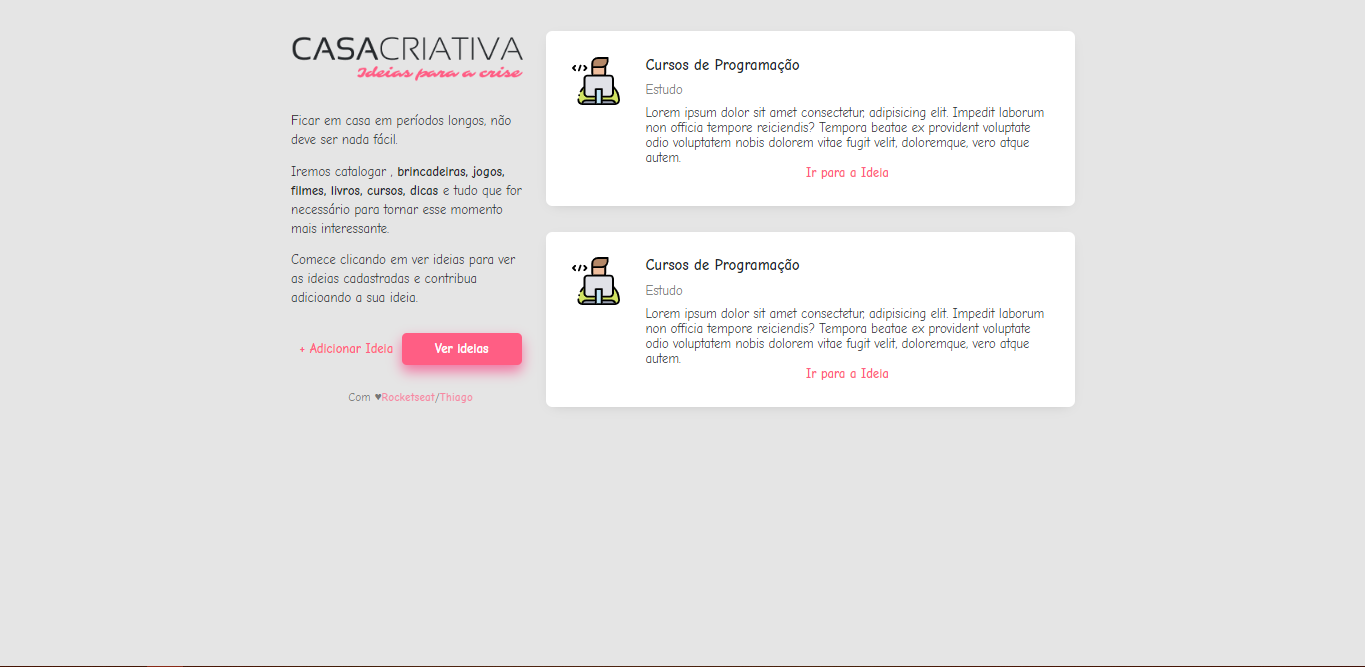 CASACRIATIVA
Ideias para a crise
Ficar em casa em períodos longos, não
deve ser nada fácil.
Iremos catalogar , brincadeiras, jogos,
filmes, livros, cursos, dicas e tudo que for
necessário para tornar esse momento
mais interessante.
Comece clicando em ver ideias para ver
as ideias cadastradas e contribua
adicioando a sua ideia.
+ Adicionar Ideia
Ver Ideias
Com ♥Rocketseat/Thiago
</> 
Cursos de Programação
Estudo
Lorem ipsum dolor sit amet consectetur, adipisicing elit. Impedit laborum
non officia tempore reiciendis? Tempora beatae ex provident voluptate
odio voluptatem nobis dolorem vitae fugit velit, doloremque, vero atque
autem.
Ir para a Ideia
</> 
Cursos de Programação
Estudo
Lorem ipsum dolor sit amet consectetur, adipisicing elit. Impedit laborum
non officia tempore reiciendis? Tempora beatae ex provident voluptate
odio voluptatem nobis dolorem vitae fugit velit, doloremque, vero atque
autem.
Ir para a Ideia